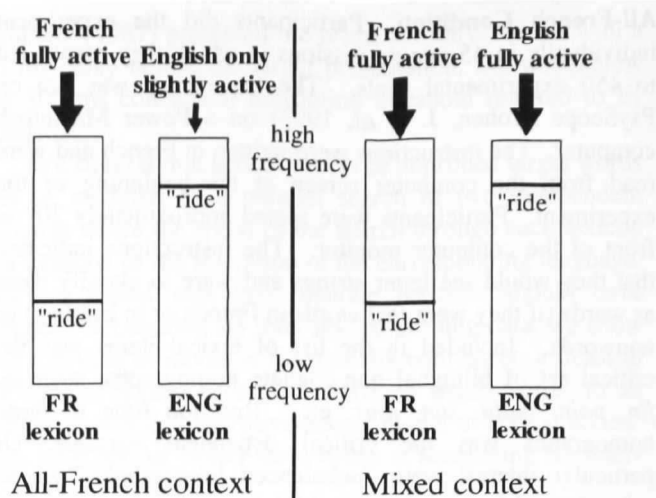 French
fully active
English only
slightly active
French
fully active
English
fully active
high
frequency
"ride"
"ride"
"ride"
"ride"
low
frequency
FR
lexicon
ENG
lexicon
FR
lexicon
ENG
lexicon
All-French context
Mixed context